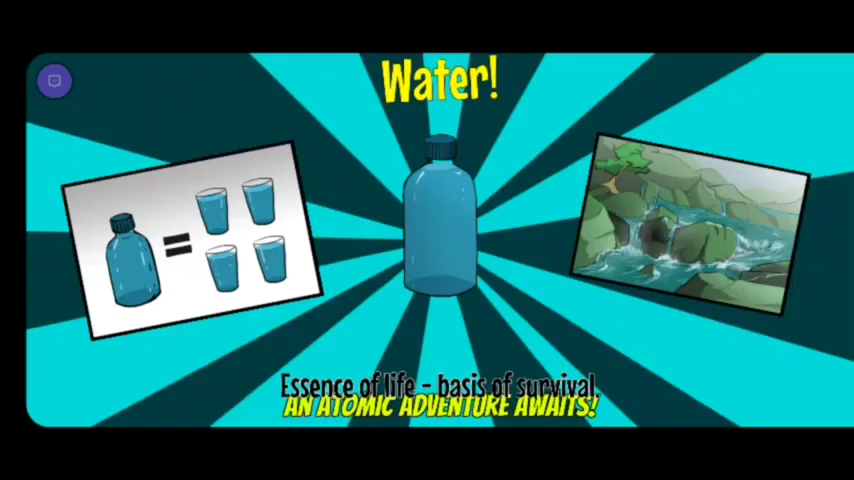 Water!
Essence of life - basis of survival.
AN ATOMIC ADVENTURE AWAITS!